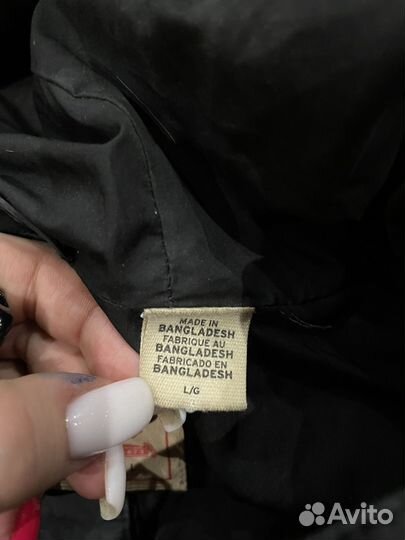 MADE IN
BANGLADESH
FABRIQUE AU
BANGLADESH
FABRICADO EN
BANGLADESH
L/G
Avito